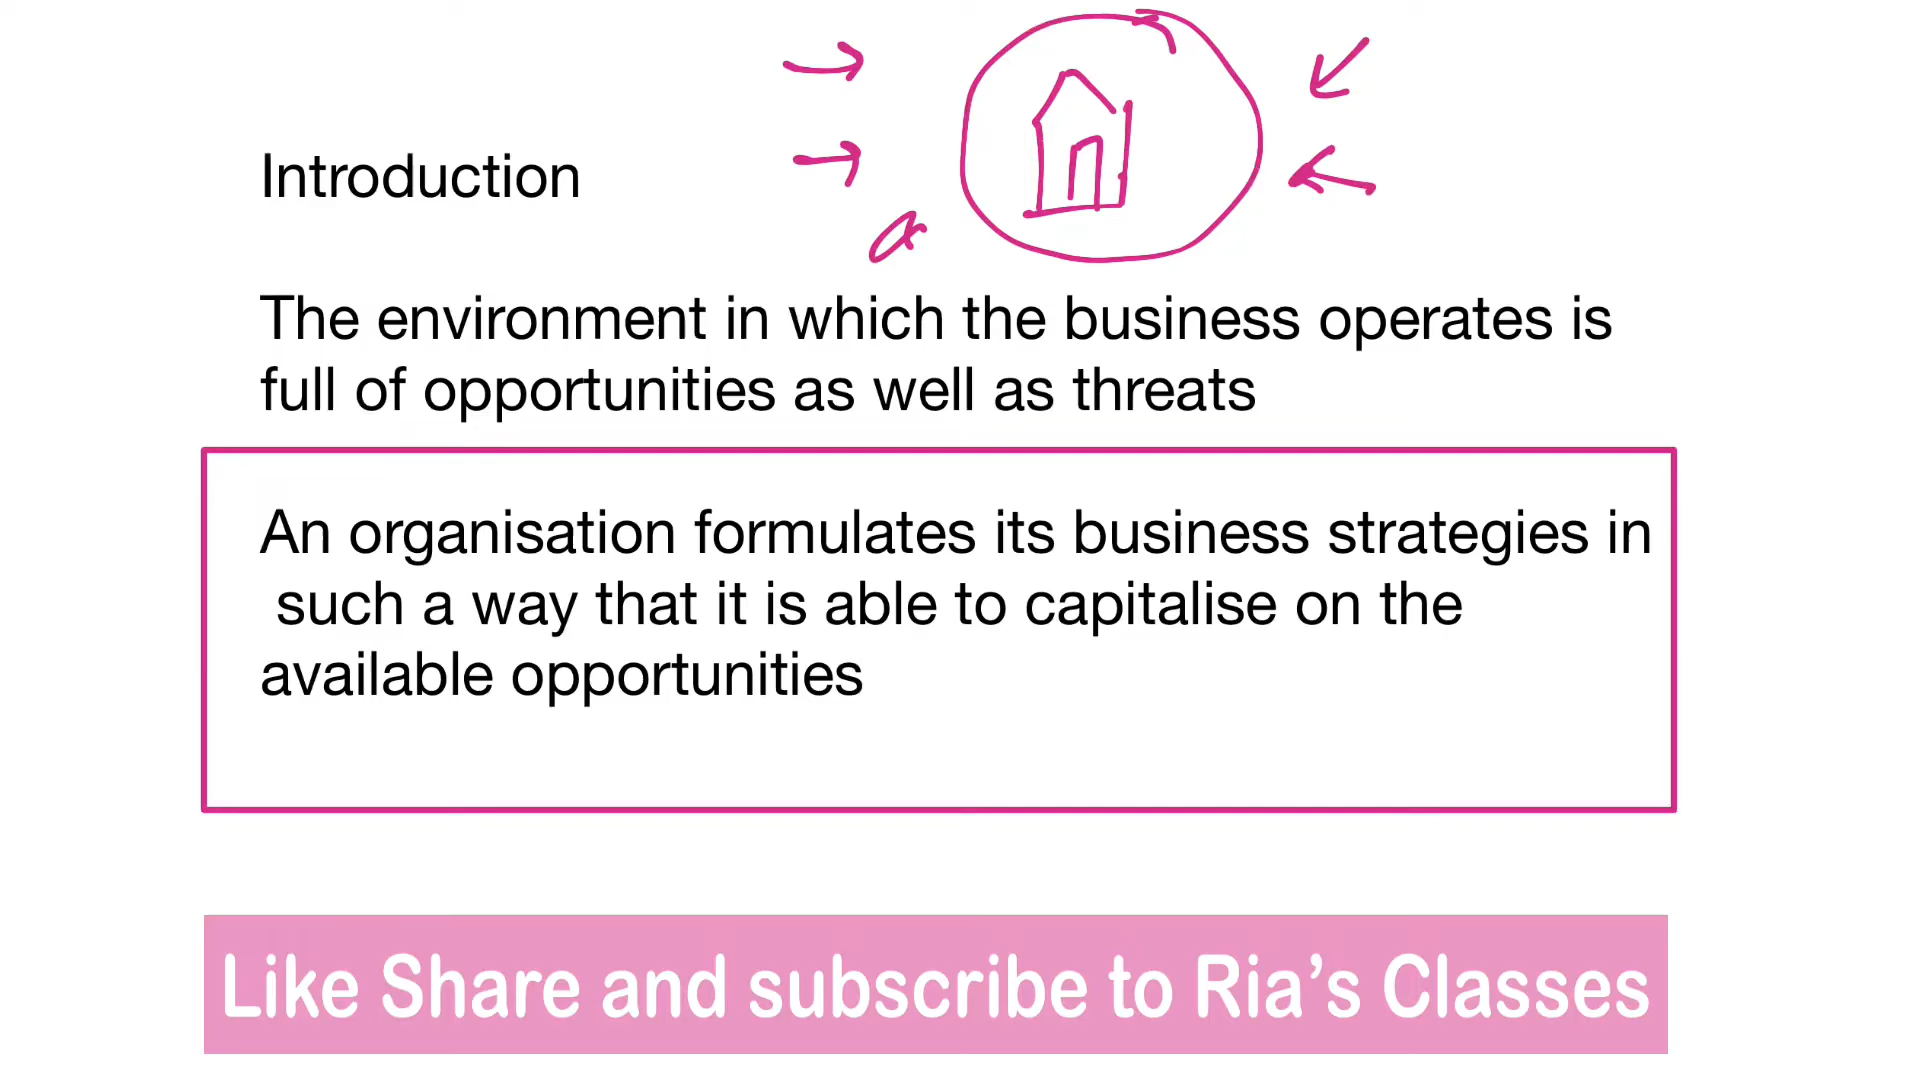 Introduction
The environment in which the business operates is
full of opportunities as well as threats
An organisation formulates its business strategies in
such a way that it is able to capitalise on the
available opportunities
Like Share and subscribe to Ria’s Classes